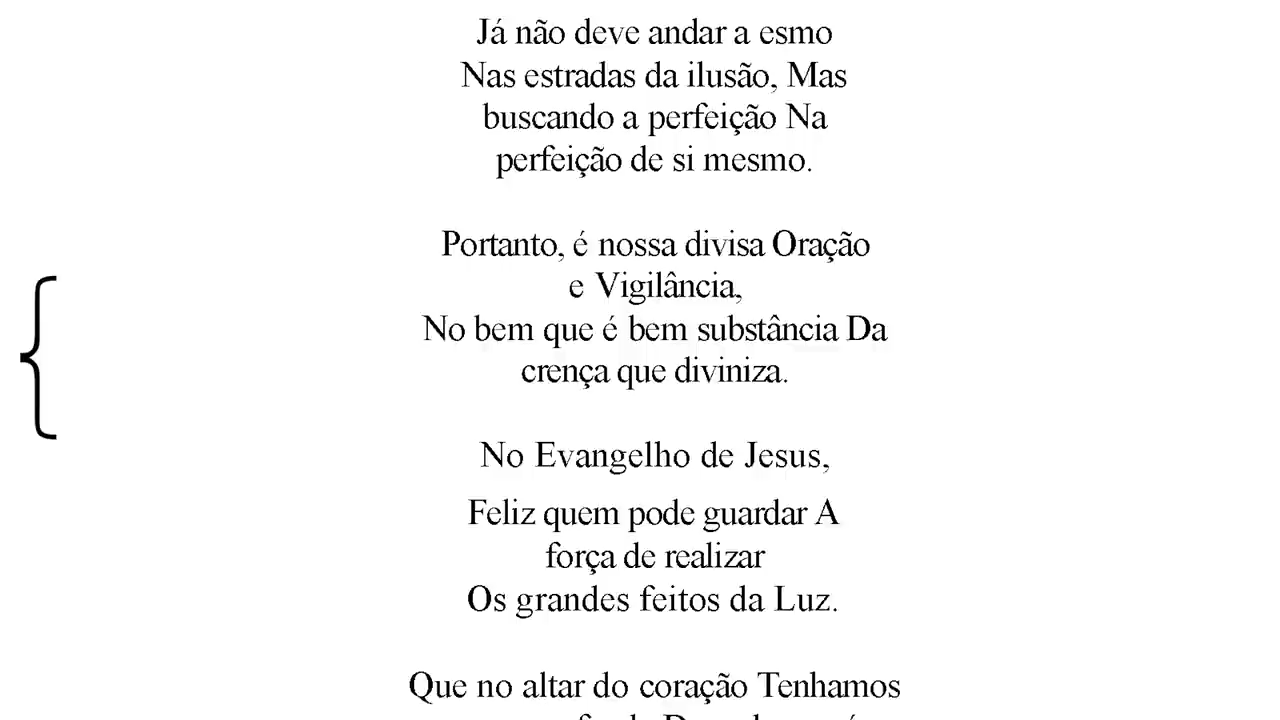 Já não deve andar a esmo
Nas estradas da ilusão, Mas
buscando a perfeição Na
perfeição de si mesmo.
Portanto, é nossa divisa Oração
e Vigilância,
No bem que é bem substância Da
crença que diviniza.
No Evangelho de Jesus,
Feliz quem pode guardar A
força de realizar
Os grandes feitos da Luz.
Que no altar do coração Tenhamos